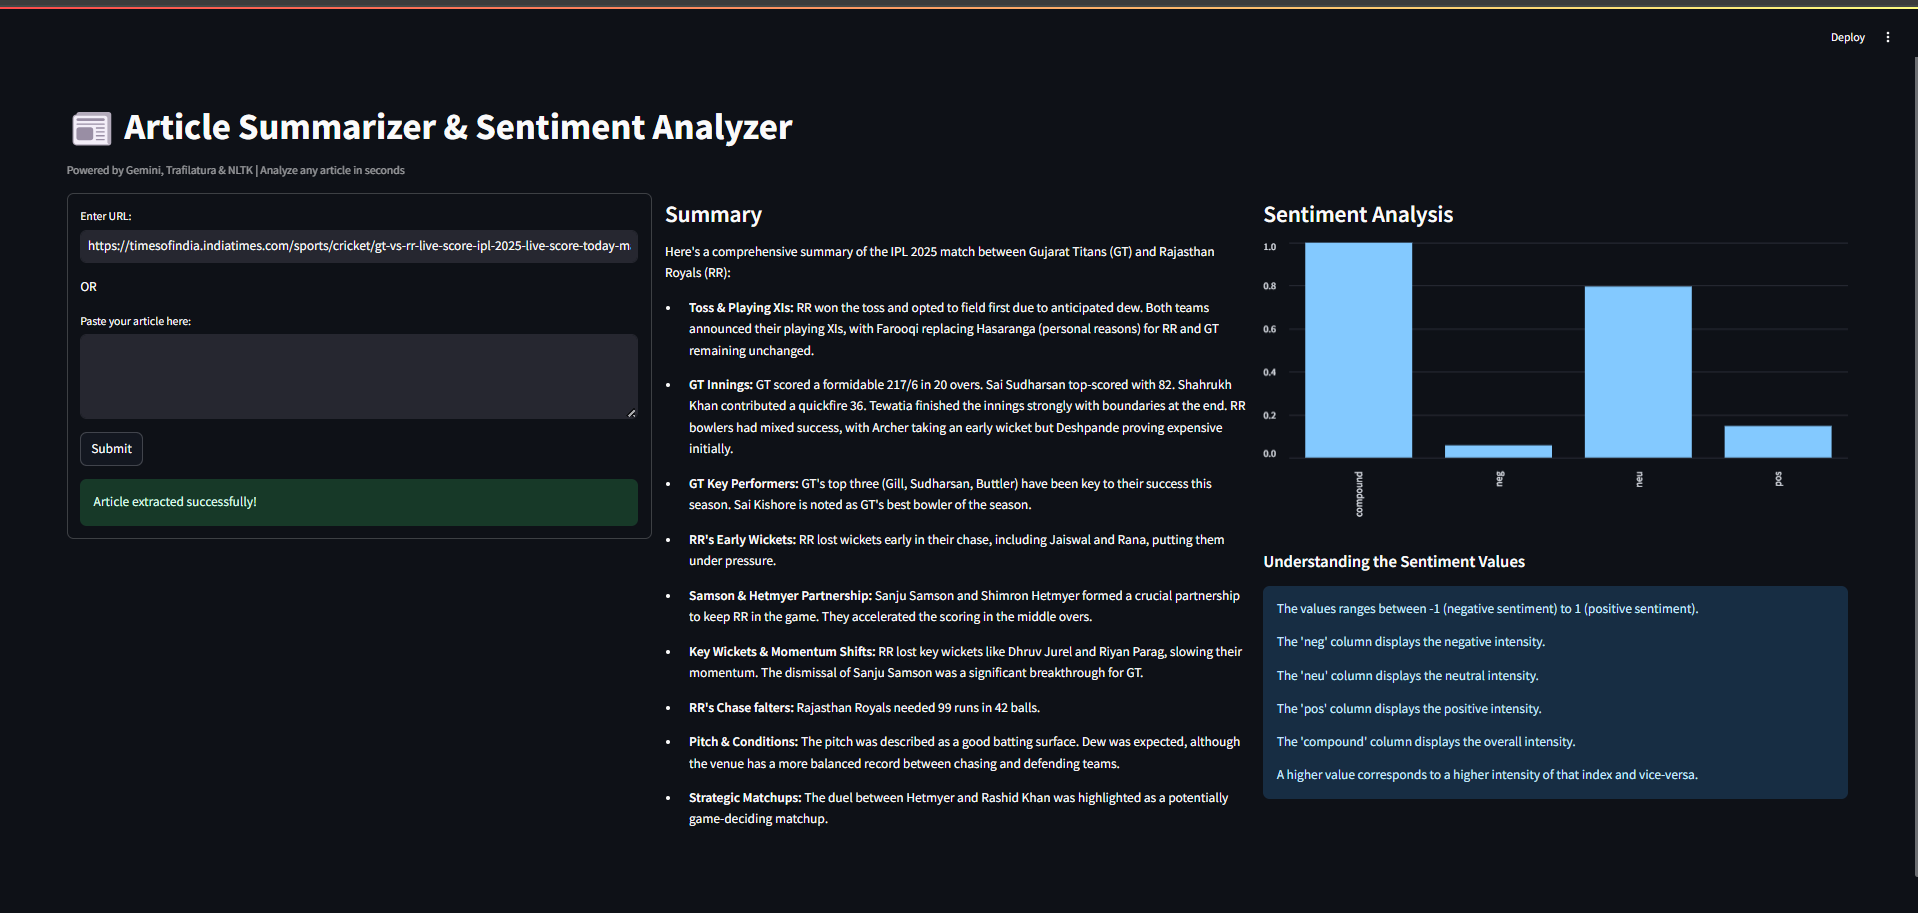 Deploy
Article Summarizer & Sentiment Analyzer
Powered by Gemini, Trafilatura & NLTK | Analyze any article in seconds
Enter URL:
https://timesofindia.indiatimes.com/sports/cricket/gt-vs-rr-live-score-ipl-2025-live-score-today-m
OR
Paste your article here:
Submit
Article extracted successfully!
Summary
Here's a comprehensive summary of the IPL 2025 match between Gujarat Titans (GT) and Rajasthan
Royals (RR):
• Toss & Playing XIs: RR won the toss and opted to field first due to anticipated dew. Both teams
announced their playing XIs, with Farooqi replacing Hasaranga (personal reasons) for RR and GT
remaining unchanged.
• GT Innings: GT scored a formidable 217/6 in 20 overs. Sai Sudharsan top-scored with 82. Shahrukh
Khan contributed a quickfire 36. Tewatia finished the innings strongly with boundaries at the end. RR
bowlers had mixed success, with Archer taking an early wicket but Deshpande proving expensive
initially.
• GT Key Performers: GT's top three (Gill, Sudharsan, Buttler) have been key to their success this
season. Sai Kishore is noted as GT's best bowler of the season.
• RR's Early Wickets: RR lost wickets early in their chase, including Jaiswal and Rana, putting them
under pressure.
• Samson & Hetmyer Partnership: Sanju Samson and Shimron Hetmyer formed a crucial partnership
to keep RR in the game. They accelerated the scoring in the middle overs.
• Key Wickets & Momentum Shifts: RR lost key wickets like Dhruv Jurel and Riyan Parag, slowing their
momentum. The dismissal of Sanju Samson was a significant breakthrough for GT.
• RR's Chase falters: Rajasthan Royals needed 99 runs in 42 balls.
• Pitch & Conditions: The pitch was described as a good batting surface. Dew was expected, although
the venue has a more balanced record between chasing and defending teams.
• Strategic Matchups: The duel between Hetmyer and Rashid Khan was highlighted as a potentially
game-deciding matchup.
Sentiment Analysis
1.0
0.8
0.6
0.4
0.2
0.0
compound
neg
neu
pos
Understanding the Sentiment Values
The values ranges between -1 (negative sentiment) to 1 (positive sentiment).
The 'neg' column displays the negative intensity.
The 'neu' column displays the neutral intensity.
The 'pos' column displays the positive intensity.
The 'compound' column displays the overall intensity.
A higher value corresponds to a higher intensity of that index and vice-versa.